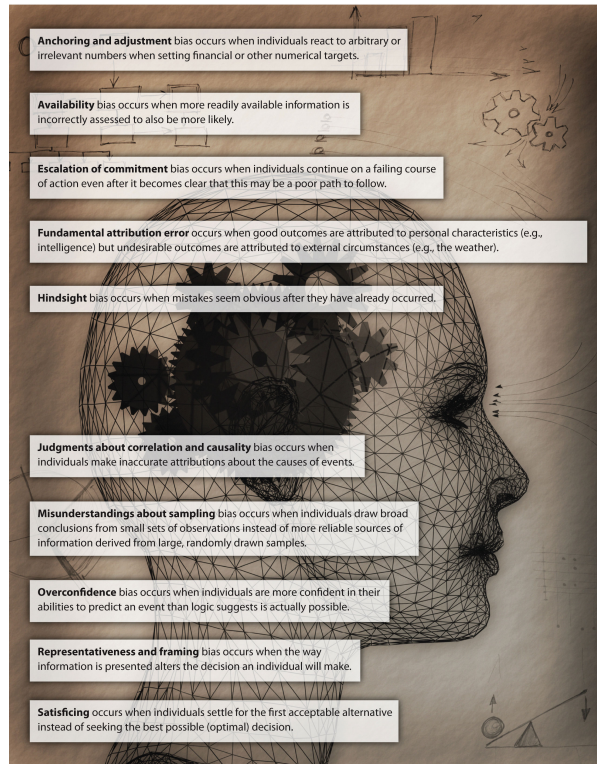 Anchoring and adjustment bias occurs when individuals react to arbitrary or
irrelevant numbers when setting financial or other numerical targets.
Availability bias occurs when more readily available information is
incorrectly assessed to also be more likely.
Escalation of commitment bias occurs when individuals continue on a failing course
of action even after it becomes clear that this may be a poor path to follow.
Fundamental attribution error occurs when good outcomes are attributed to personal characteristics (e.g.,
intelligence) but undesirable outcomes are attributed to external circumstances (e.g., the weather).
Hindsight bias occurs when mistakes seem obvious after they have already occurred.
Judgments about correlation and causality bias occurs when
individuals make inaccurate attributions about the causes of events.
Misunderstandings about sampling bias occurs when individuals draw broad
conclusions from small sets of observations instead of more reliable sources of
information derived from large, randomly drawn samples.
Overconfidence bias occurs when individuals are more confident in their
abilities to predict an event than logic suggests is actually possible.
Representativeness and framing bias occurs when the way
information is presented alters the decision an individual will make.
Satisficing occurs when individuals settle for the first acceptable alternative
instead of seeking the best possible (optimal) decision.